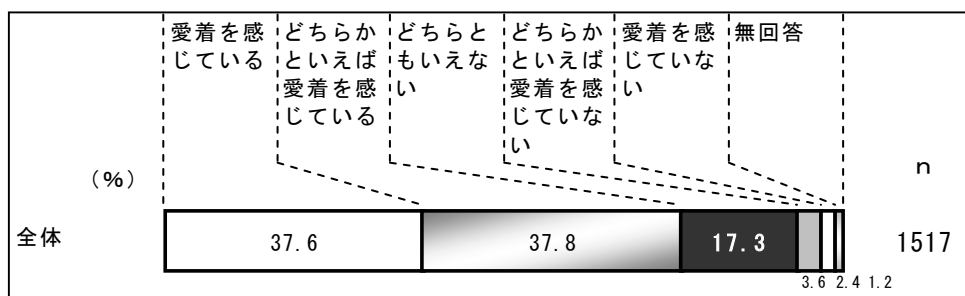 愛着を感
じている
どちらか
といえば
愛着を感
じている
どちらと
もいえな
い
どちらか
といえば
愛着を感
じていな
い
愛着を感
じていな
い
無回答
（％）
n
全体
37.6
37.8
17.3
1517
3.6 2.4 1.2